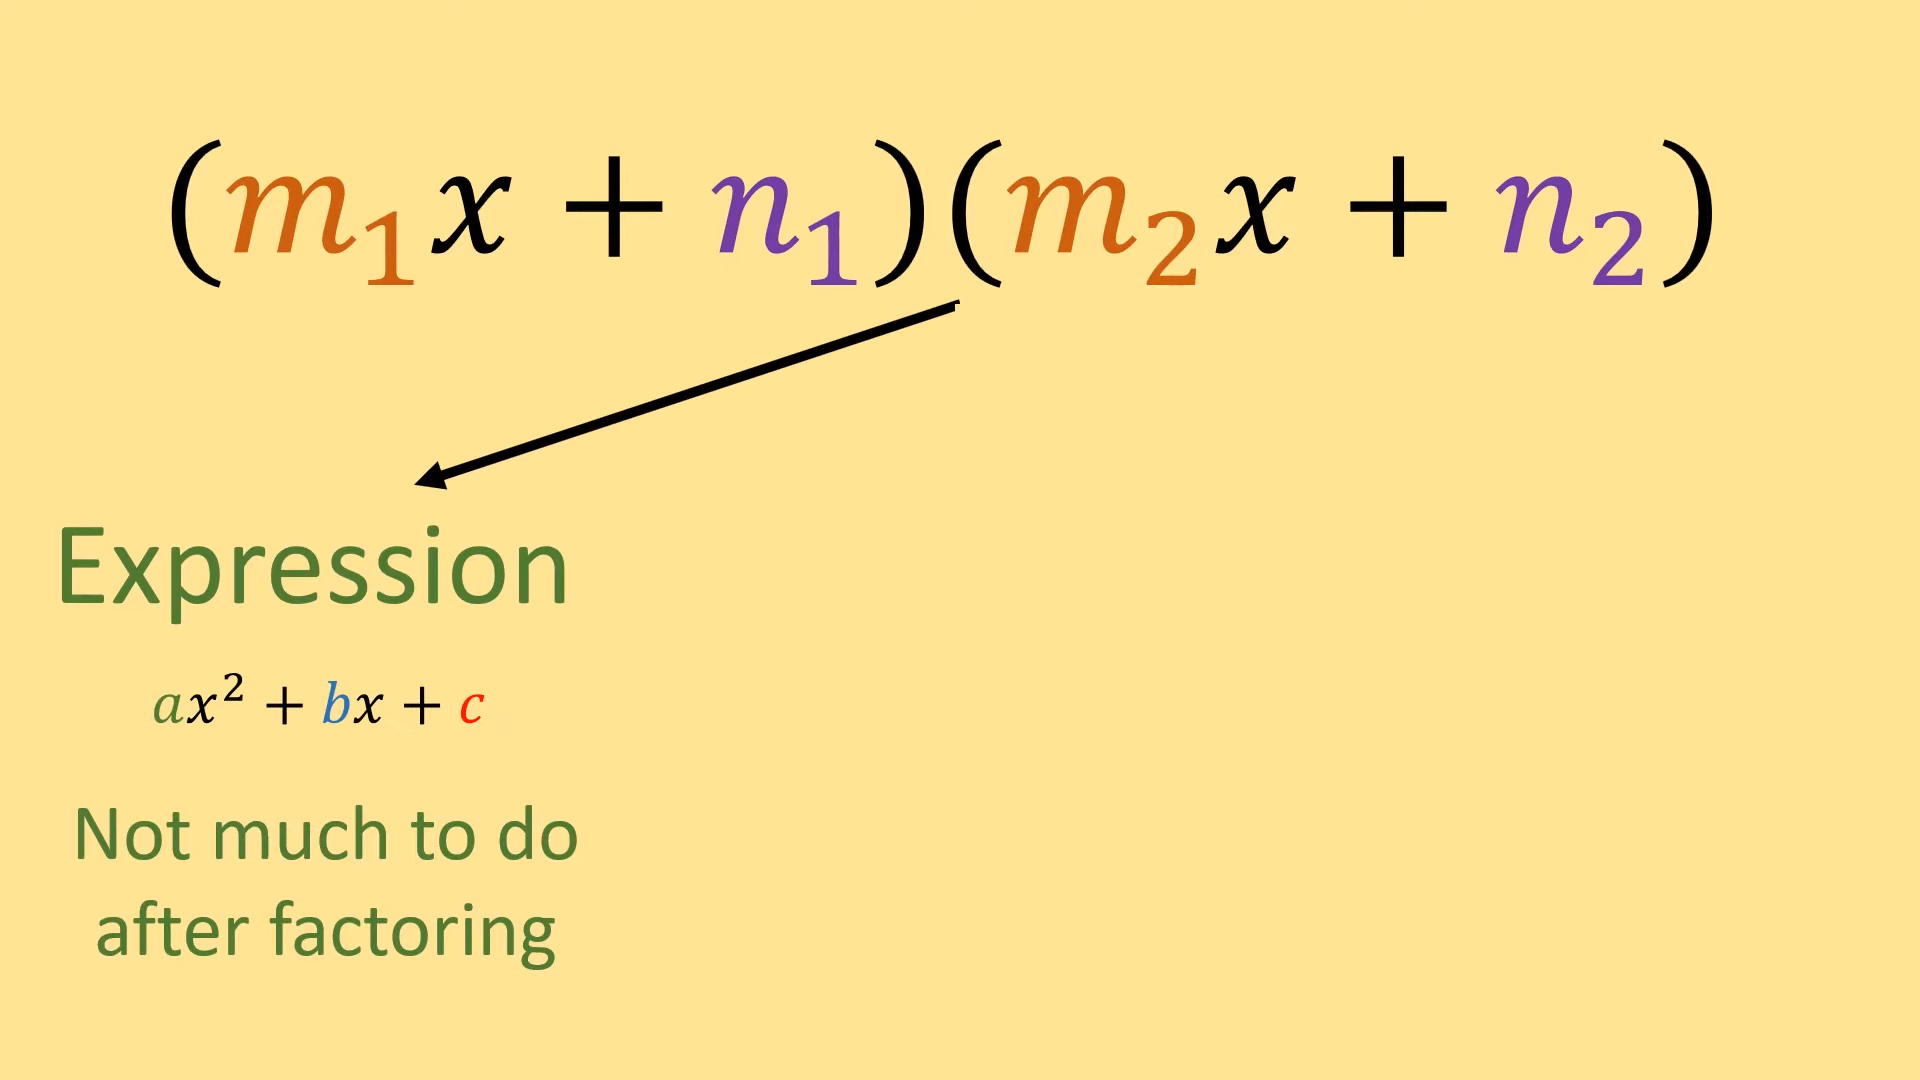 (m₁x + n₁)(m₂x + n₂)
Expression
ax² + bx + c
Not much to do
after factoring